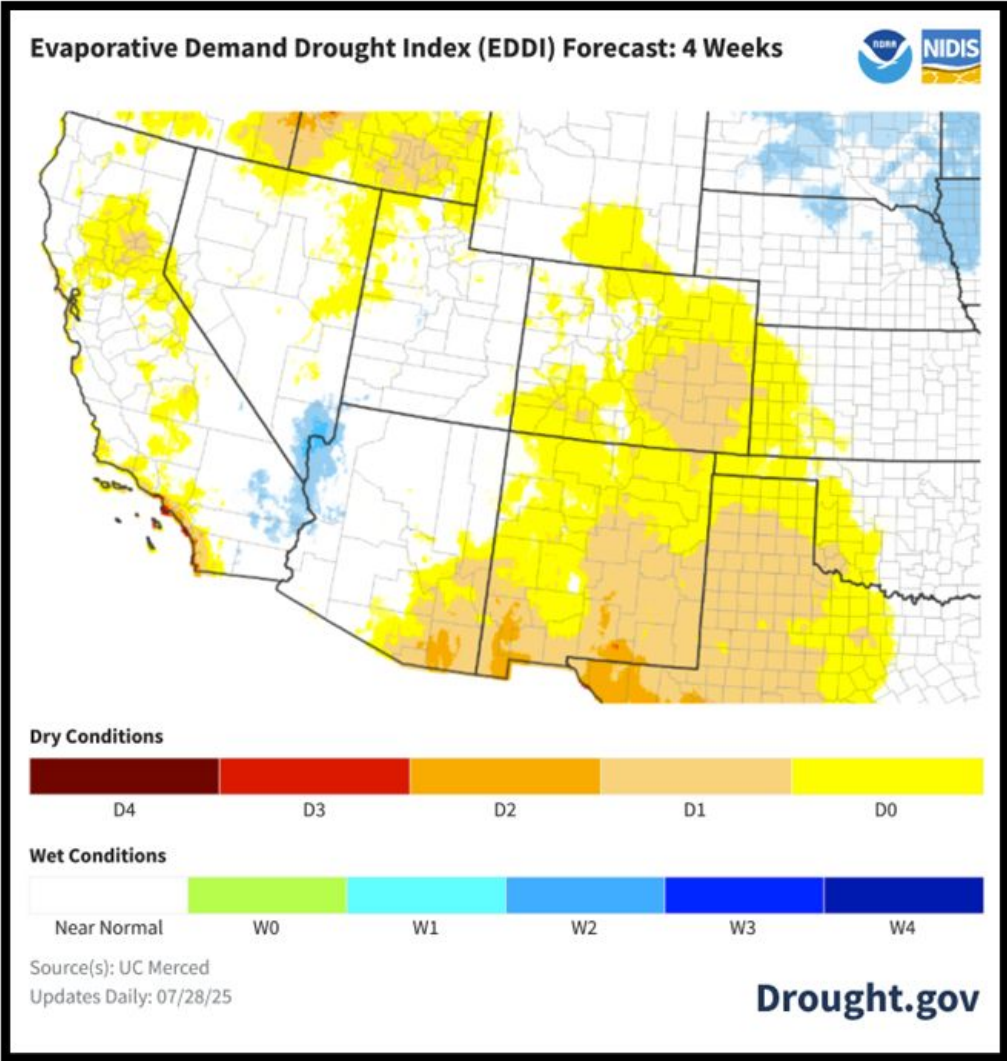 Evaporative Demand Drought Index (EDDI) Forecast: 4 Weeks
NOAA
NIDIS
Dry Conditions
D4 D3 D2 D1 D0
Wet Conditions
Near Normal W0 W1 W2 W3 W4
Source(s): UC Merced
Updates Daily: 07/28/25
Drought.gov